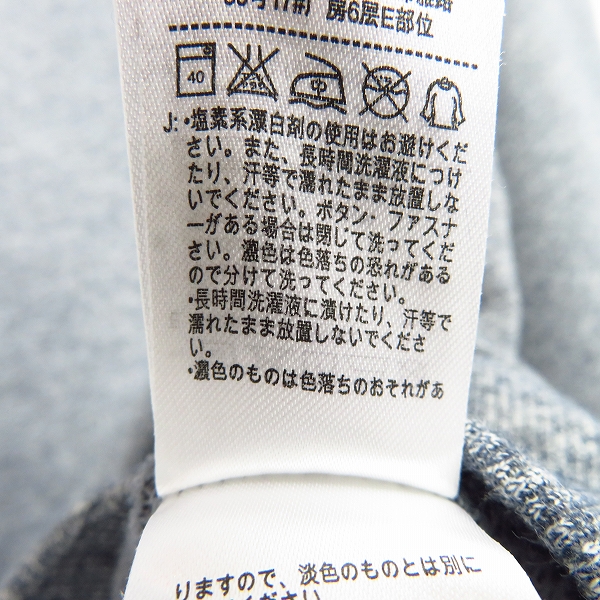 房6层E部位
40
J:・塩素系漂白剤の使用はお避けくだ
さい。また、長時間洗濯液につけ
たり、汗等で濡れたまま放置しな
いでください。ボタン・ファスナ
ーがある場合は閉じて洗ってくだ
さい。濃色は色落ちの恐れがある
ので分けて洗ってください。
・長時間洗濯液に漬けたり、汗等で
濡れたまま放置しないでくださ
い。
・濃色のものは色落ちのおそれがあ
りますので、淡色のものとは別に